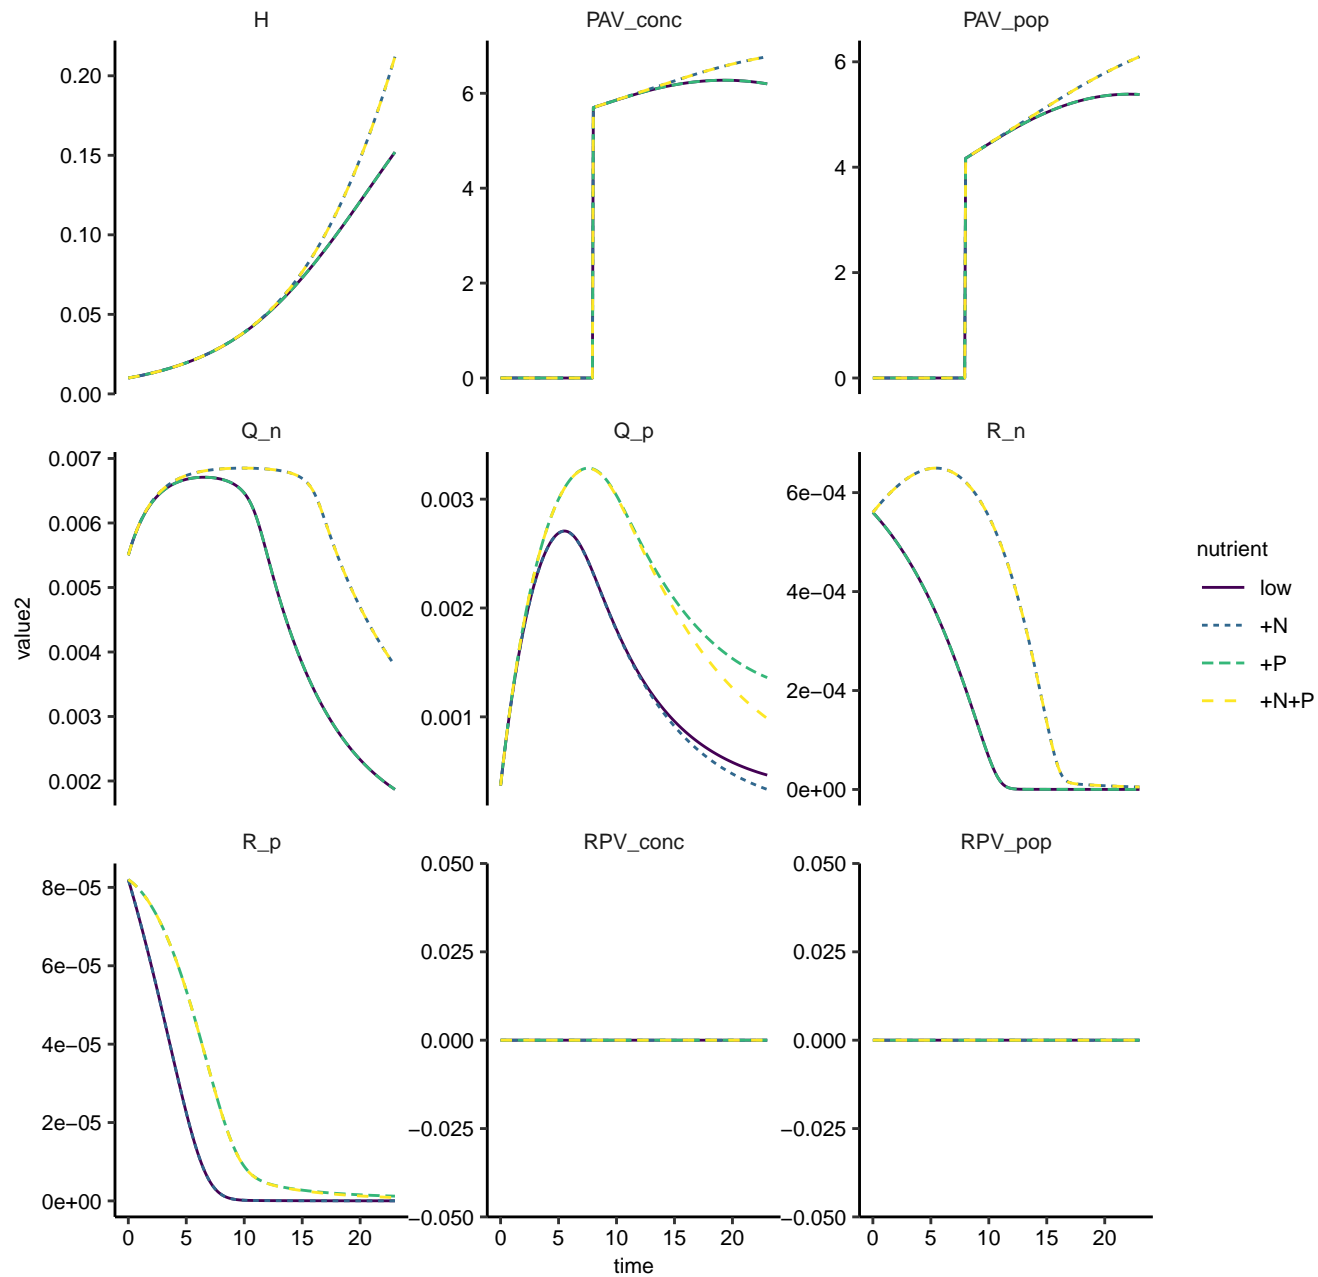 H
PAV_conc
PAV_pop
0.20
0.15
0.10
0.05
0.00
6
4
2
0
6
4
2
0
Q_n
Q_p
R_n
0.007
0.006
0.005
0.004
0.003
0.002
0.003
0.002
0.001
6e−04
4e−04
2e−04
0e+00
value2
nutrient
low
+N
+P
+N+P
R_p
RPV_conc
RPV_pop
8e−05
6e−05
4e−05
2e−05
0e+00
0.050
0.025
0.000
−0.025
−0.050
0.050
0.025
0.000
−0.025
−0.050
0 5 10 15 20
0 5 10 15 20
0 5 10 15 20
time